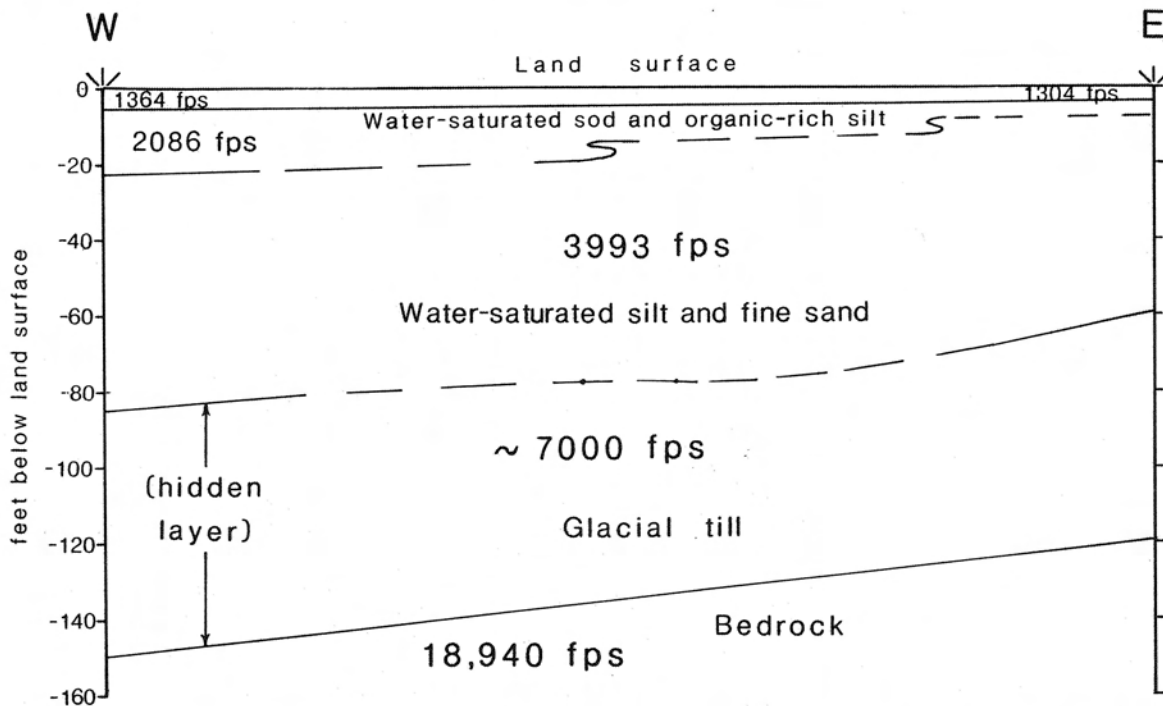 W
E
Land surface
0
1364 fps
1304 fps
Water-saturated sod and organic-rich silt
2086 fps
-20
-40
3993 fps
-60
Water-saturated silt and fine sand
-80
~ 7000 fps
-100
(hidden
layer)
Glacial till
-120
-140
Bedrock
18,940 fps
-160
feet below land surface